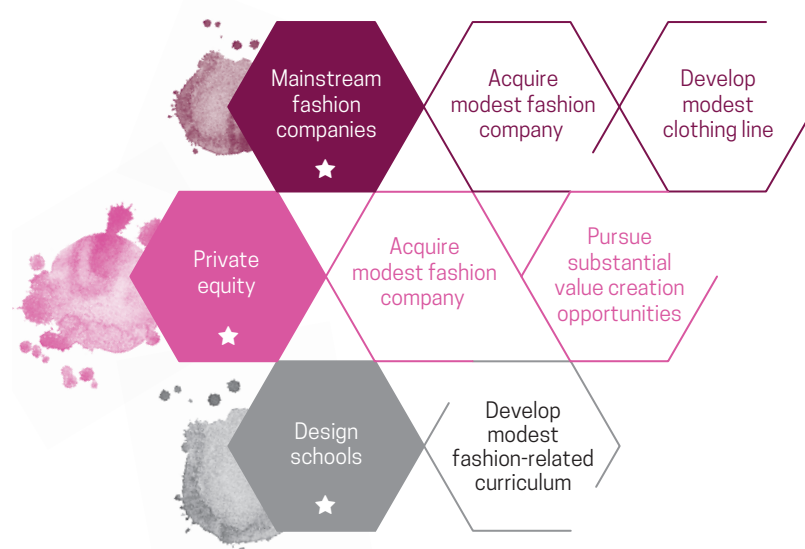 Mainstream
fashion
companies
Acquire
modest fashion
company
Develop
modest
clothing line
Private
equity
Acquire
modest fashion
company
Pursue
substantial
value creation
opportunities
Design
schools
Develop
modest
fashion-related
curriculum